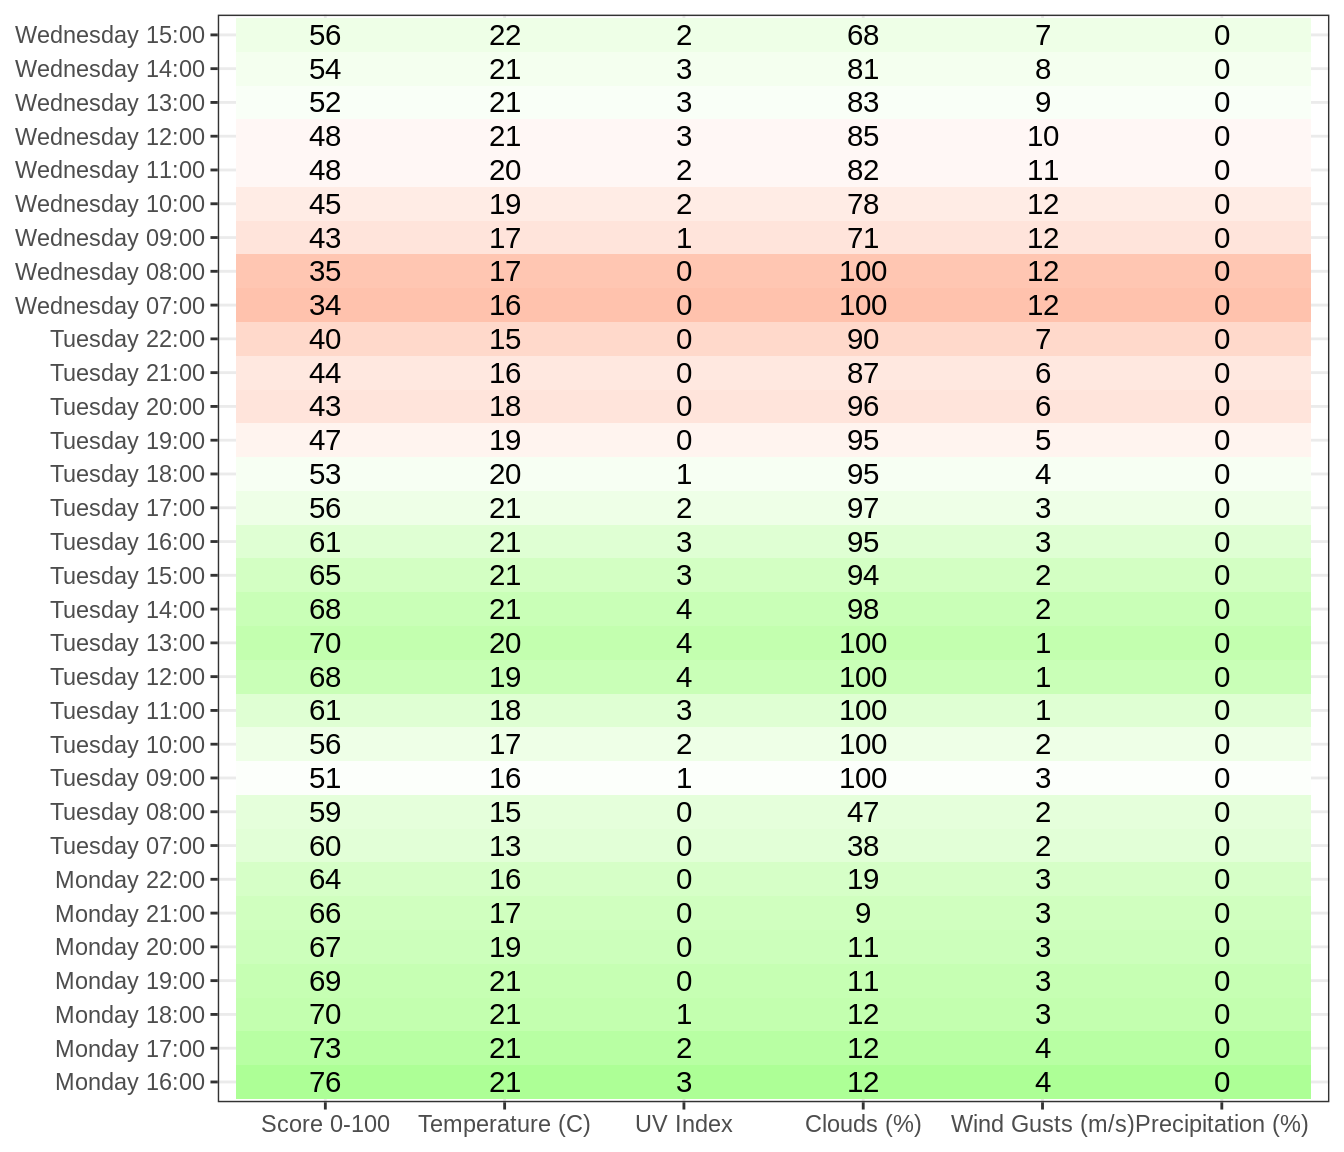 Wednesday 15:00 56 22 2 68 7 0
Wednesday 14:00 54 21 3 81 8 0
Wednesday 13:00 52 21 3 83 9 0
Wednesday 12:00 48 21 3 85 10 0
Wednesday 11:00 48 20 2 82 11 0
Wednesday 10:00 45 19 2 78 12 0
Wednesday 09:00 43 17 1 71 12 0
Wednesday 08:00 35 17 0 100 12 0
Wednesday 07:00 34 16 0 100 12 0
Tuesday 22:00 40 15 0 90 7 0
Tuesday 21:00 44 16 0 87 6 0
Tuesday 20:00 43 18 0 96 6 0
Tuesday 19:00 47 19 0 95 5 0
Tuesday 18:00 53 20 1 95 4 0
Tuesday 17:00 56 21 2 97 3 0
Tuesday 16:00 61 21 3 95 3 0
Tuesday 15:00 65 21 3 94 2 0
Tuesday 14:00 68 21 4 98 2 0
Tuesday 13:00 70 20 4 100 1 0
Tuesday 12:00 68 19 4 100 1 0
Tuesday 11:00 61 18 3 100 1 0
Tuesday 10:00 56 17 2 100 2 0
Tuesday 09:00 51 16 1 100 3 0
Tuesday 08:00 59 15 0 47 2 0
Tuesday 07:00 60 13 0 38 2 0
Monday 22:00 64 16 0 19 3 0
Monday 21:00 66 17 0 9 3 0
Monday 20:00 67 19 0 11 3 0
Monday 19:00 69 21 0 11 3 0
Monday 18:00 70 21 1 12 3 0
Monday 17:00 73 21 2 12 4 0
Monday 16:00 76 21 3 12 4 0
Score 0-100 Temperature (C) UV Index Clouds (%) Wind Gusts (m/s) Precipitation (%)